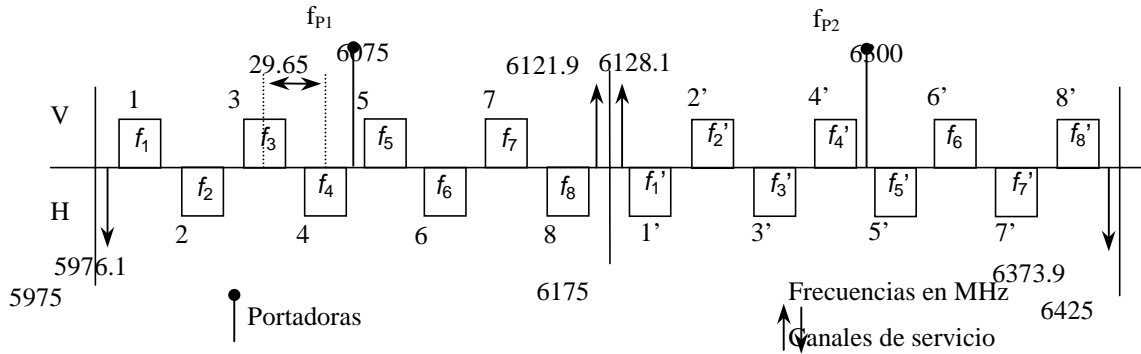 fP1
fP2
6075
6300
29.65
6121.9
6128.1
1
3
5
7
2’
4’
6’
8’
V
f1
f3
f5
f7
f2’
f4’
f6
f8’
H
f2
f4
f6
f8
f1’
f3’
f5’
f7’
2
4
6
8
1’
3’
5’
7’
5976.1
6373.9
5975
6175
6425
Frecuencias en MHz
Portadoras
Canales de servicio